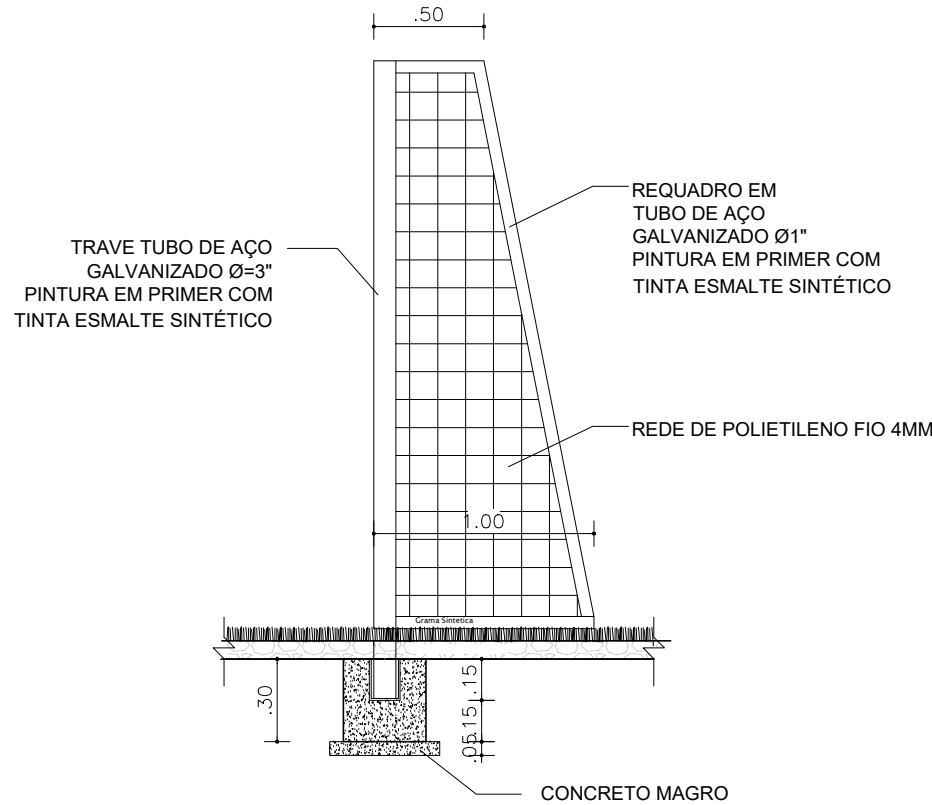 .50
REQUADRO EM
TUBO DE AÇO
GALVANIZADO Ø1"
PINTURA EM PRIMER COM
TINTA ESMALTE SINTÉTICO
TRAVE TUBO DE AÇO
GALVANIZADO Ø=3"
PINTURA EM PRIMER COM
TINTA ESMALTE SINTÉTICO
REDE DE POLIETILENO FIO 4MM
1.00
Grama Sintetica
.30
.15
.15
.05
CONCRETO MAGRO